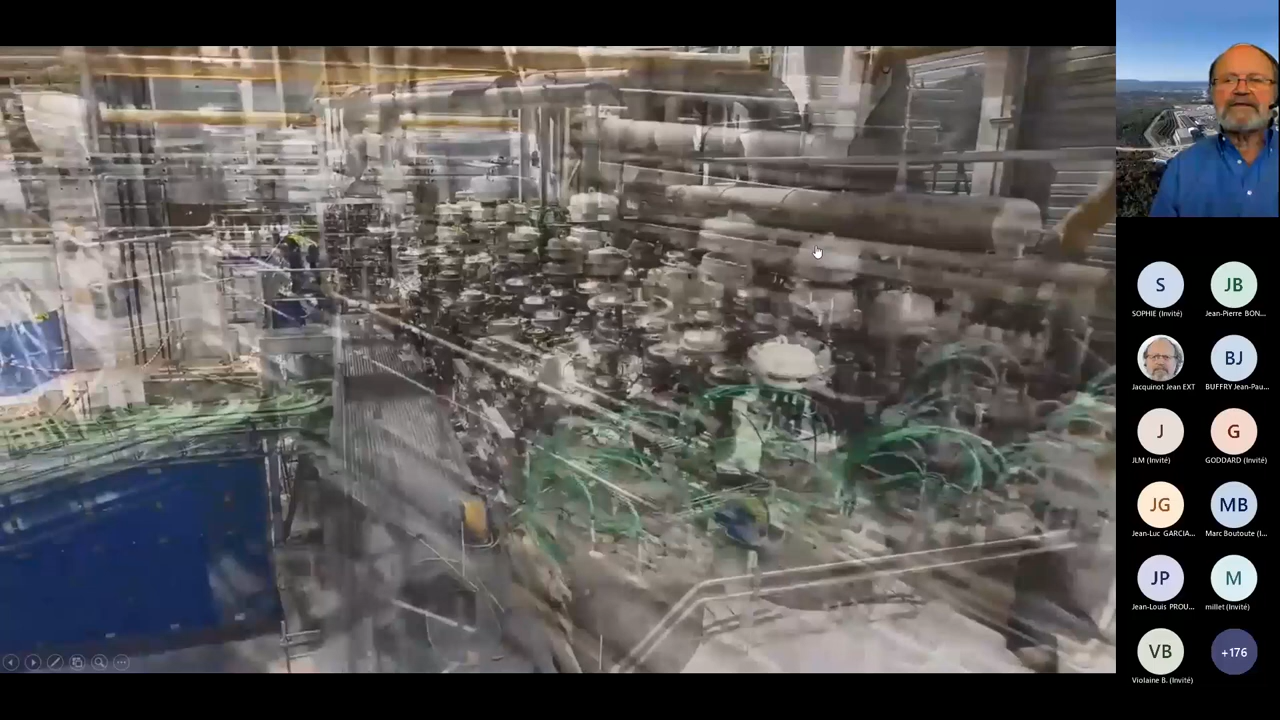 S
JB
SOPHIE (Invité)
Jean-Pierre BON...
BJ
Jacquinot Jean EXT
BUFFRY Jean-Pau...
J
G
JLM (Invité)
GODDARD (Invité)
JG
MB
Jean-Luc GARCIA...
Marc Boutoute (I...
JP
M
Jean-Louis PROU...
millet (Invité)
VB
+176
Violaine B. (Invité)